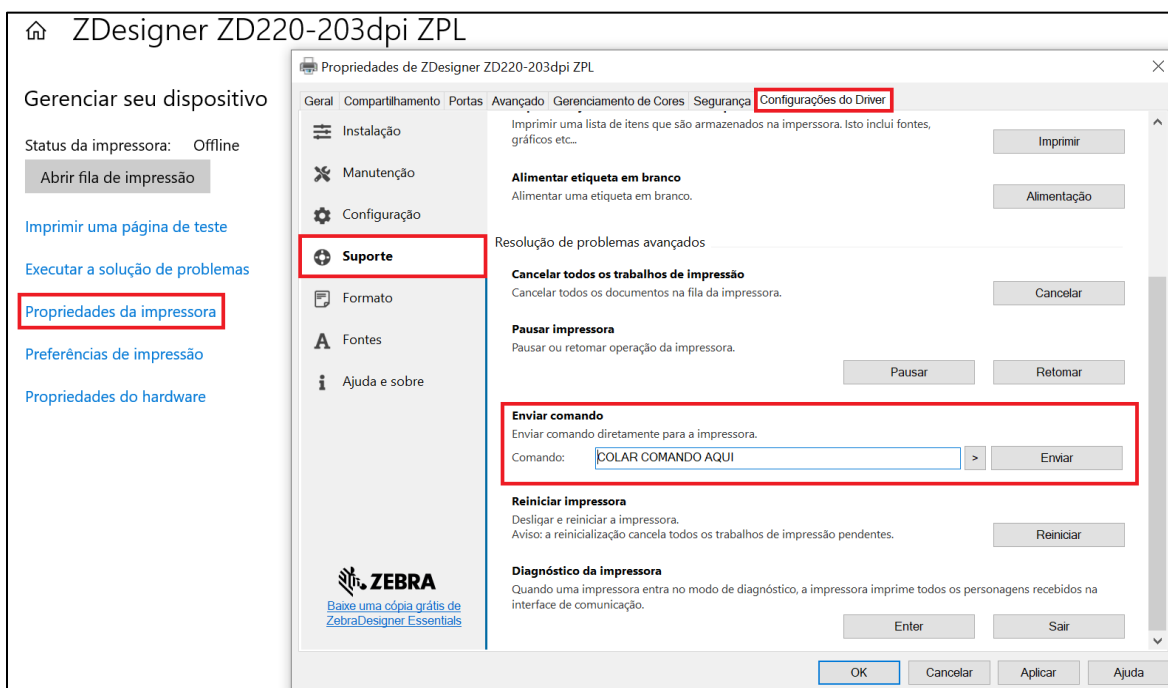 ZDesigner ZD220-203dpi ZPL
Gerenciar seu dispositivo
Status da impressora: Offline
Abrir fila de impressão
Imprimir uma página de teste
Executar a solução de problemas
Propriedades da impressora
Preferências de impressão
Propriedades do hardware
Propriedades de ZDesigner ZD220-203dpi ZPL
Geral Compartilhamento Portas Avançado Gerenciamento de Cores Segurança Configurações do Driver
Instalação
Manutenção
Configuração
Suporte
Formato
Fontes
Ajuda e sobre
ZEBRA
Baixe uma cópia grátis de
ZebraDesigner Essentials
Imprimir uma lista de itens que são armazenados na imperssora. Isto inclui fontes,
gráficos etc...
Imprimir
Alimentar etiqueta em branco
Alimentar uma etiqueta em branco.
Alimentação
Resolução de problemas avançados
Cancelar todos os trabalhos de impressão
Cancelar todos os documentos na fila da impressora.
Cancelar
Pausar impressora
Pausar ou retomar operação da impressora.
Pausar Retomar
Enviar comando
Enviar comando diretamente para a impressora.
Comando: COLAR COMANDO AQUI > Enviar
Reiniciar impressora
Desligar e reiniciar a impressora.
Aviso: a reinicialização cancela todos os trabalhos de impressão pendentes.
Reiniciar
Diagnóstico da impressora
Quando uma impressora entra no modo de diagnóstico, a impressora imprime todos os personagens recebidos na
interface de comunicação.
Enter Sair
OK Cancelar Aplicar Ajuda